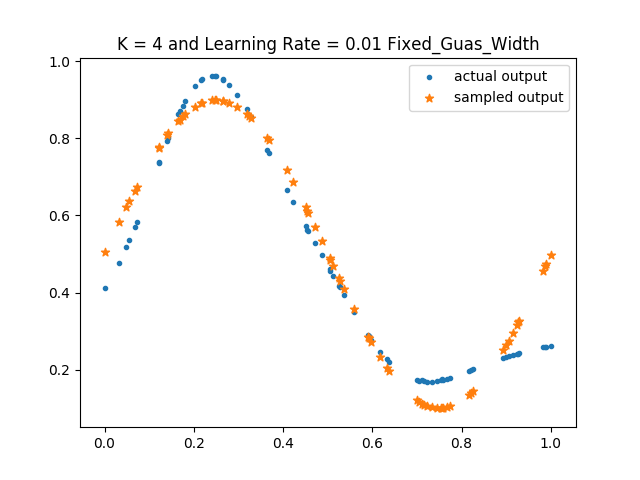 K = 4 and Learning Rate = 0.01 Fixed_Guas_Width
actual output
sampled output
1.0
0.8
0.6
0.4
0.2
0.0 0.2 0.4 0.6 0.8 1.0